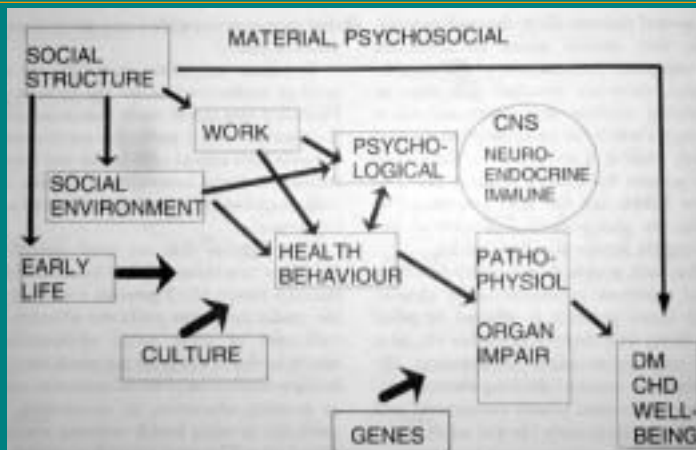 MATERIAL, PSYCHOSOCIAL
SOCIAL
STRUCTURE
WORK
PSYCHO-
LOGICAL
CNS
NEURO-
ENDOCRINE
IMMUNE
SOCIAL
ENVIRONMENT
EARLY
LIFE
HEALTH
BEHAVIOUR
PATHO-
PHYSIOL
ORGAN
IMPAIR
CULTURE
GENES
DM
CHD
WELL-
BEING